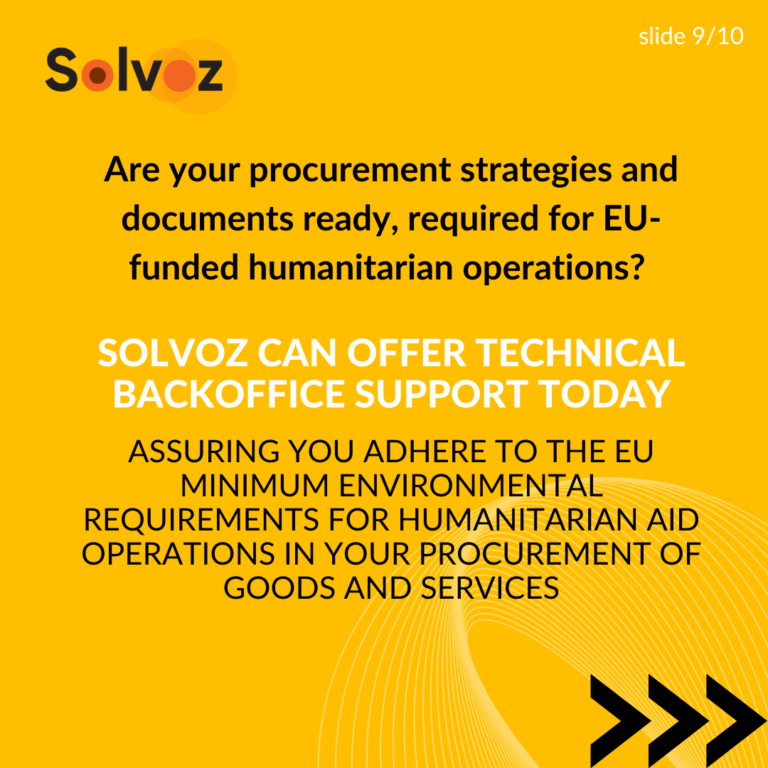 slide 9/10
Solvoz
Are your procurement strategies and
documents ready, required for EU-
funded humanitarian operations?
SOLVOZ CAN OFFER TECHNICAL
BACKOFFICE SUPPORT TODAY
ASSURING YOU ADHERE TO THE EU
MINIMUM ENVIRONMENTAL
REQUIREMENTS FOR HUMANITARIAN AID
OPERATIONS IN YOUR PROCUREMENT OF
GOODS AND SERVICES